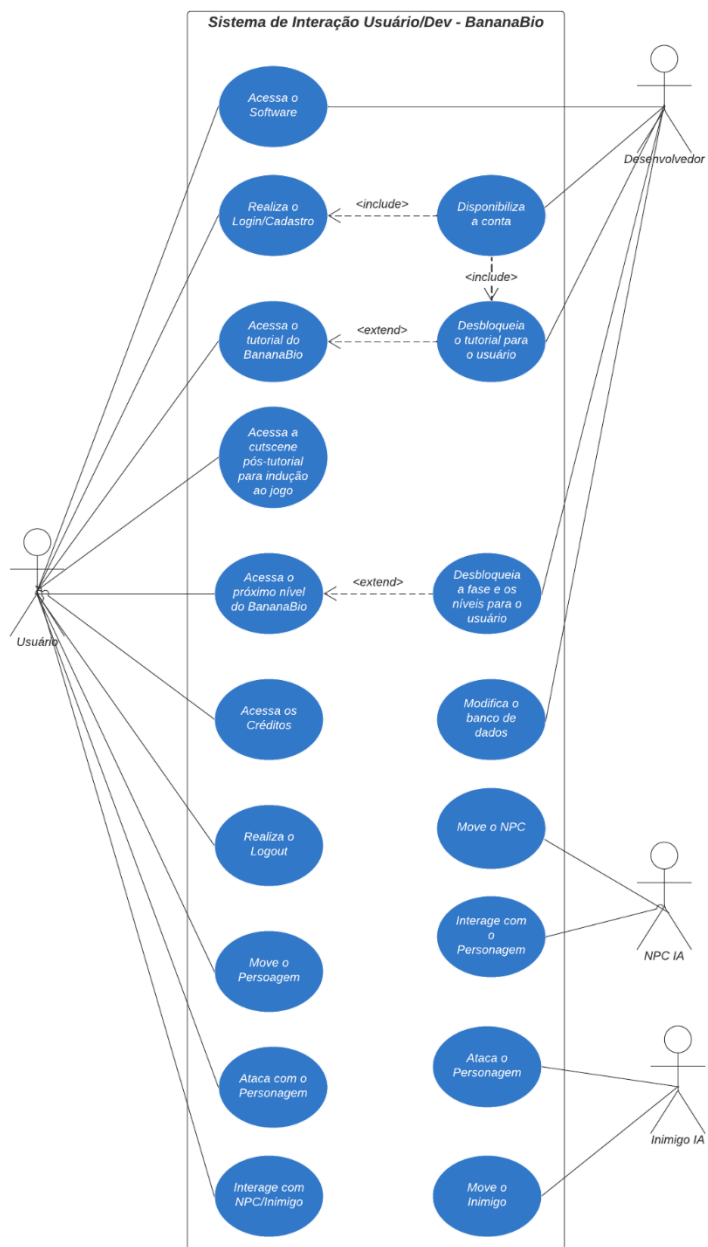 Sistema de Interação Usuário/Dev - BananaBio
Acessa o
Software
Desenvolvedor
Realiza o
Login/Cadastro
<include>
Disponibiliza
a conta
<include>
Acessa o
tutorial do
BananaBio
<extend>
Desbloqueia
o tutorial para
o usuário
Acessa a
cutscene
pós-tutorial
para indução
ao jogo
Usuário
Acessa o
próximo nível
do BananaBio
<extend>
Desbloqueia
a fase e os
níveis para o
usuário
Acessa os
Créditos
Modifica o
banco de
dados
Realiza o
Logout
Move o NPC
Interage com
o
Personagem
NPC IA
Move o
Persoagem
Ataca com o
Personagem
Ataca o
Personagem
Inimigo IA
Interage com
NPC/Inimigo
Move o
Inimigo